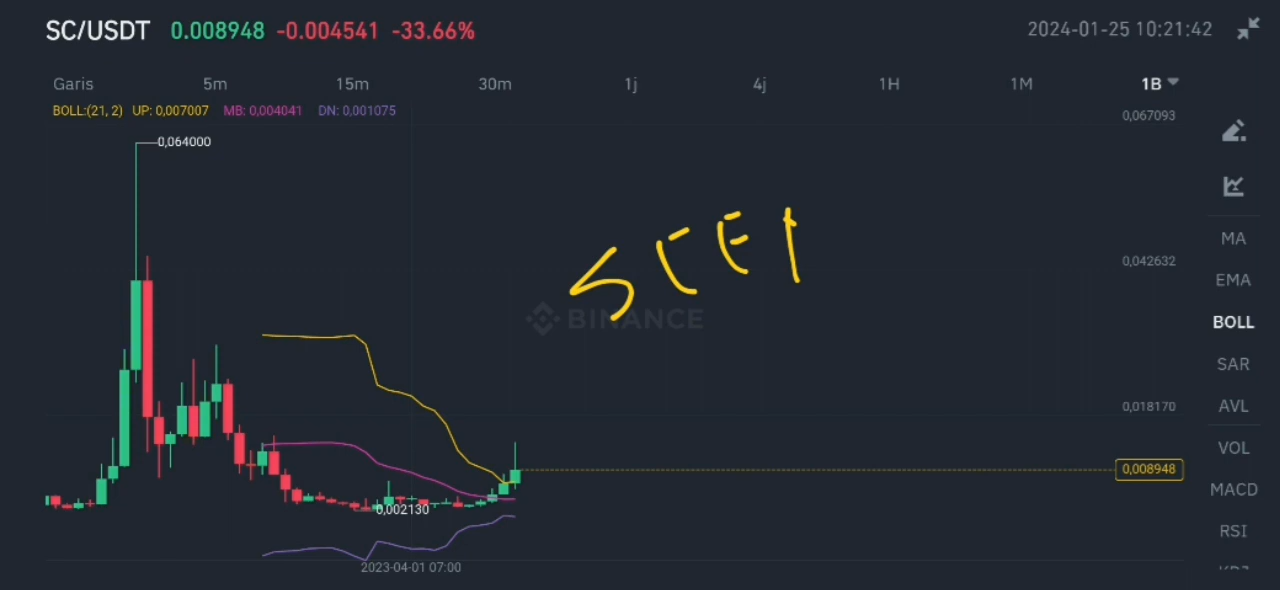 SC/USDT 0.008948 -0.004541 -33.66% 2024-01-25 10:21:42
Garis 5m 15m 30m 1j 4j 1H 1M 1B
BOLL:(21, 2) UP: 0,007007 MB: 0,004041 DN: 0,001075
0,067093
0,064000
MA
0,042632
EMA
BINANCE
BOLL
SAR
0,018170
AVL
VOL
0,008948
MACD
0,002130
RSI
2023-04-01 07:00